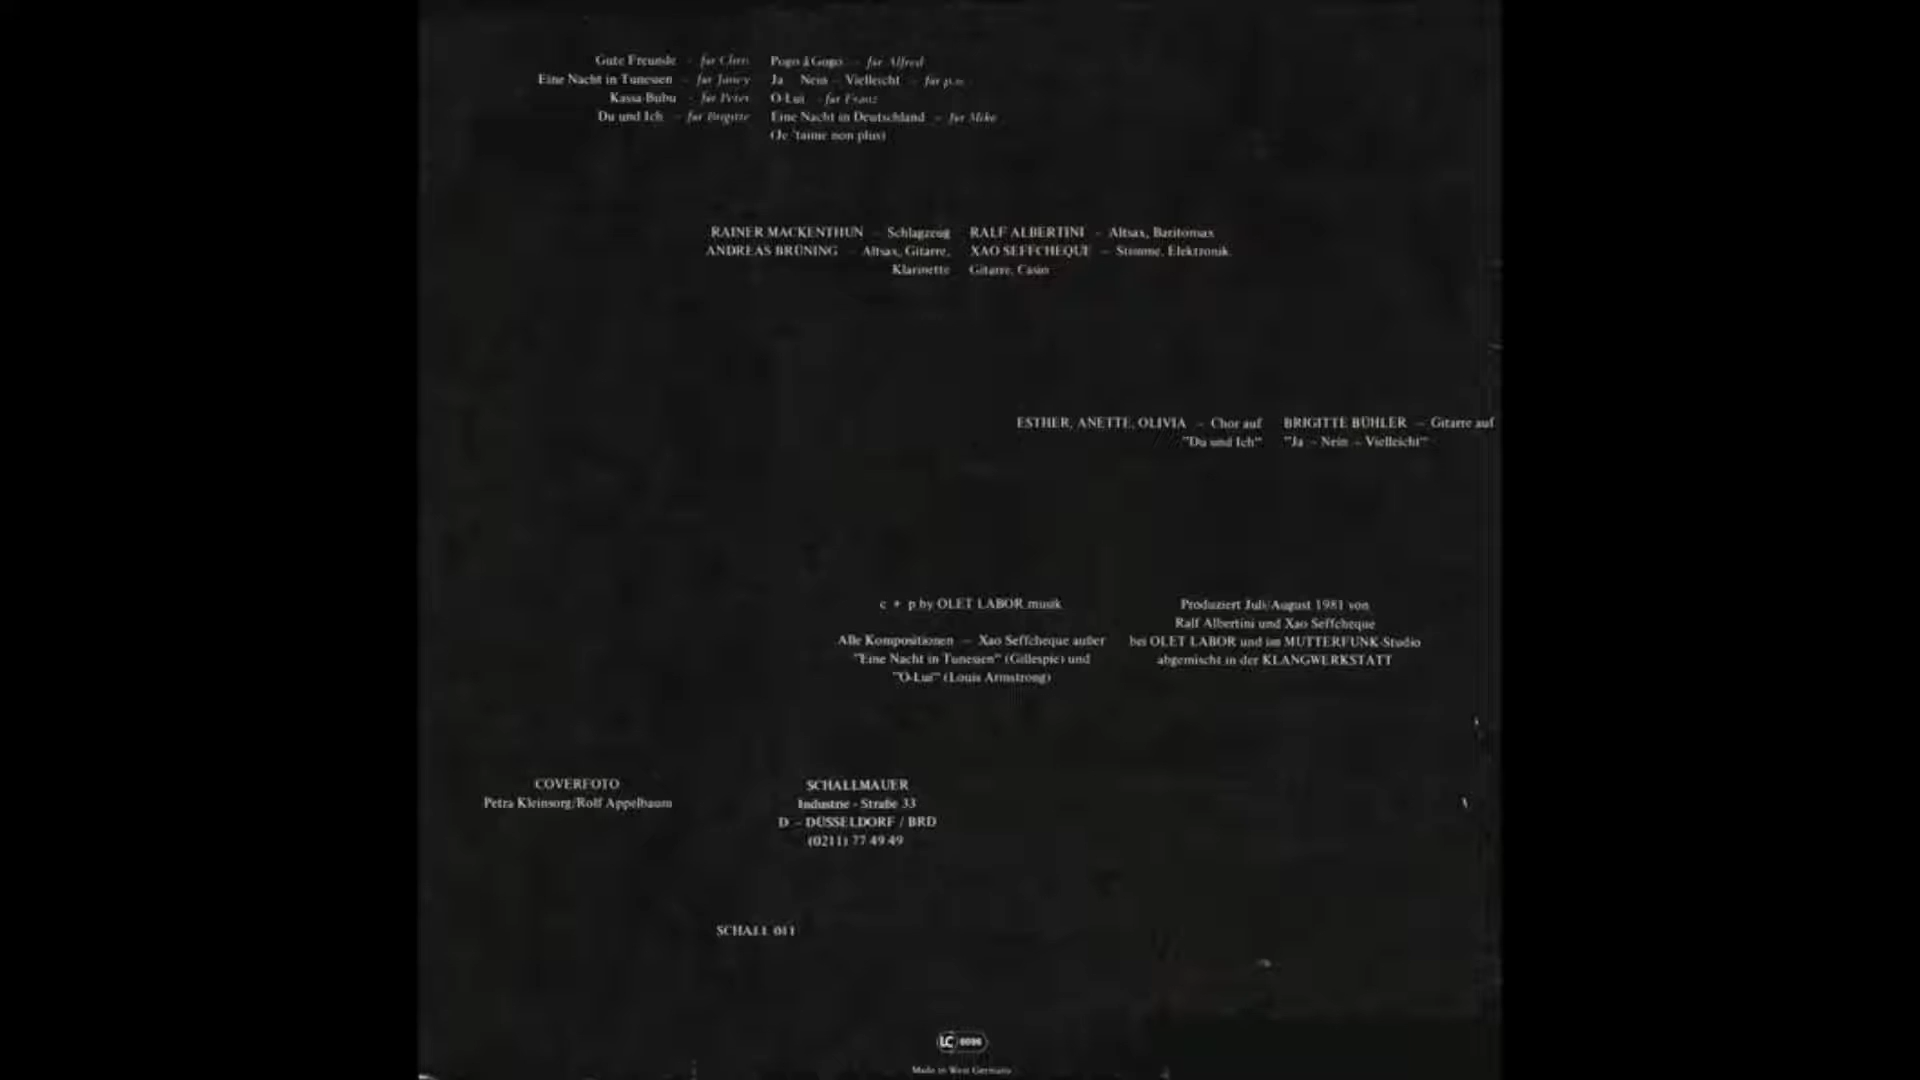 Gute Freunde – für Chris
Eine Nacht in Tunesien – für Janey
Kassa-Bubu – für Peter
Du und Ich – für Brigitte
Pogo à Gogo – für Alfred
Ja – Nein – Vielleicht – für p.m.
O-Lui – für Franz
Eine Nacht in Deutschland – für Mike
(Je 'taime non plus)
RAINER MACKENTHUN – Schlagzeug
ANDREAS BRÜNING – Altsax, Gitarre,
Klarinette
RALF ALBERTINI – Altsax, Baritonsax
XAO SEFFCHEQUE – Stimme, Elektronik,
Gitarre, Casio
ESTHER, ANETTE, OLIVIA – Chor auf
"Du und Ich"
BRIGITTE BÜHLER – Gitarre auf
"Ja – Nein – Vielleicht"
c + p by OLET LABOR musik
Alle Kompositionen – Xao Seffcheque außer
"Eine Nacht in Tunesien" (Gillespie) und
"O-Lui" (Louis Armstrong)
Produziert Juli/August 1981 von
Ralf Albertini und Xao Seffcheque
bei OLET LABOR und im MUTTERFUNK-Studio
abgemischt in der KLANGWERKSTATT
COVERFOTO
Petra Kleinsorg/Rolf Appelbaum
SCHALLMAUER
Industrie - Straße 33
D – DÜSSELDORF / BRD
(0211) 77 49 49
SCHALL 011
LC
Made in West Germany